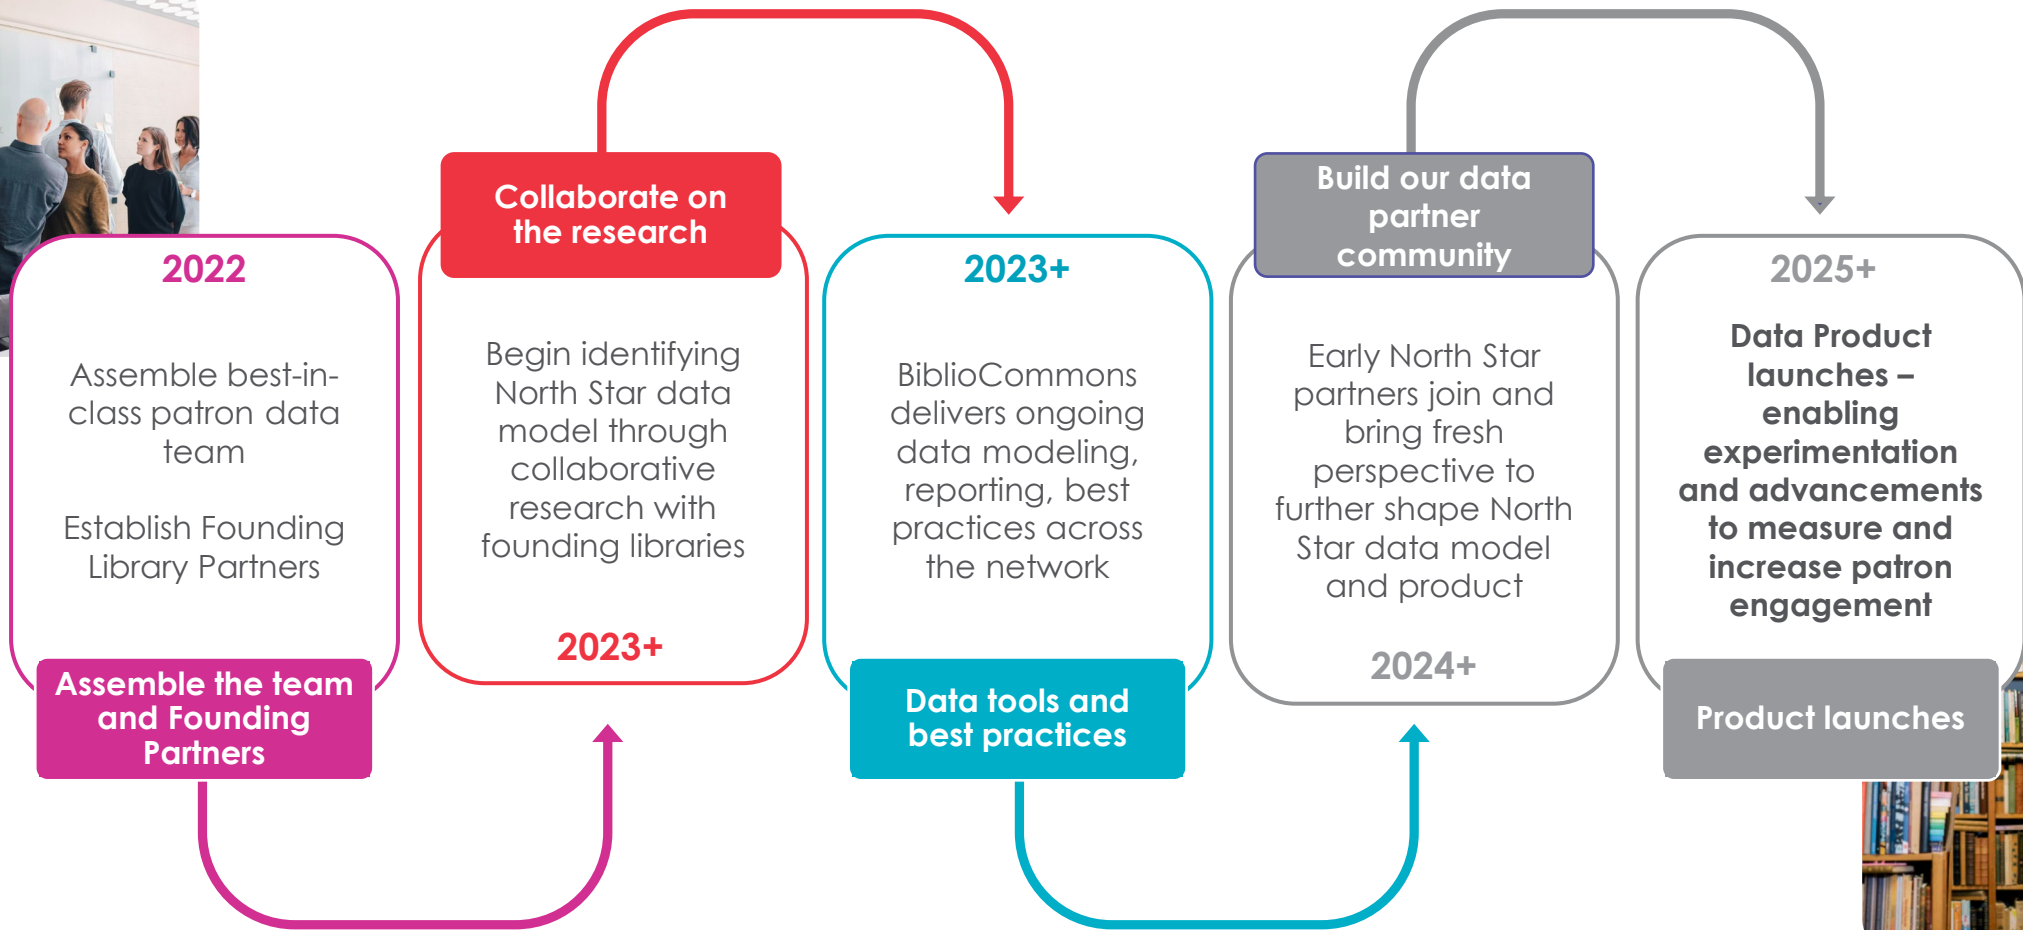 2022
Assemble best-in-
class patron data
team
Establish Founding
Library Partners
Assemble the team
and Founding
Partners
Collaborate on
the research
Begin identifying
North Star data
model through
collaborative
research with
founding libraries
2023+
2023+
BiblioCommons
delivers ongoing
data modeling,
reporting, best
practices across
the network
Data tools and
best practices
Build our data
partner
community
Early North Star
partners join and
bring fresh
perspective to
further shape North
Star data model
and product
2024+
2025+
Data Product
launches –
enabling
experimentation
and advancements
to measure and
increase patron
engagement
Product launches